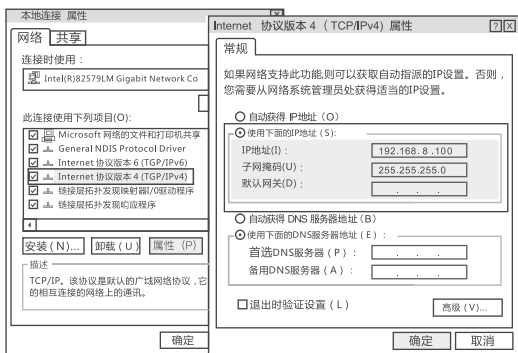 本地连接 属性
网络 共享
连接时使用：
Intel(R)82579LM Gigabit Network Co
此连接使用下列项目(O)：
Microsoft 网络的文件和打印机共享
General NDIS Protocol Driver
Internet 协议版本 6 (TGP/IPv6)
Internet 协议版本 4 (TGP/IPv4)
链接层拓扑发现映射器I/0驱动程序
链接层拓扑发现响应程序
安装 ( N )... 卸载 ( U ) 属性 (P)
描述
TCP/IP。该协议是默认的广域网络协议，它
的相互连接的网络上的通讯。
确定
Internet 协议版本 4 （TCP/IPv4) 属性
常规
如果网络支持此功能,则可以获取自动指派的IP设置。否则，
您需要从网络系统管理员处获得适当的IP设置。
自动获得 IP地址（O）
使用下面的IP地址（S)：
IP地址(I)： 192.168. 8 .100
子网掩码(U)： 255.255.255.0
默认网关(D)： . . .
自动获得 DNS 服务器地址（B）
使用下面的DNS服务器地址（E）：
首选DNS服务器（P）： . . .
备用DNS服务器（A）： . . .
退出时验证设置（L） 高级 ( V )...
确定 取消